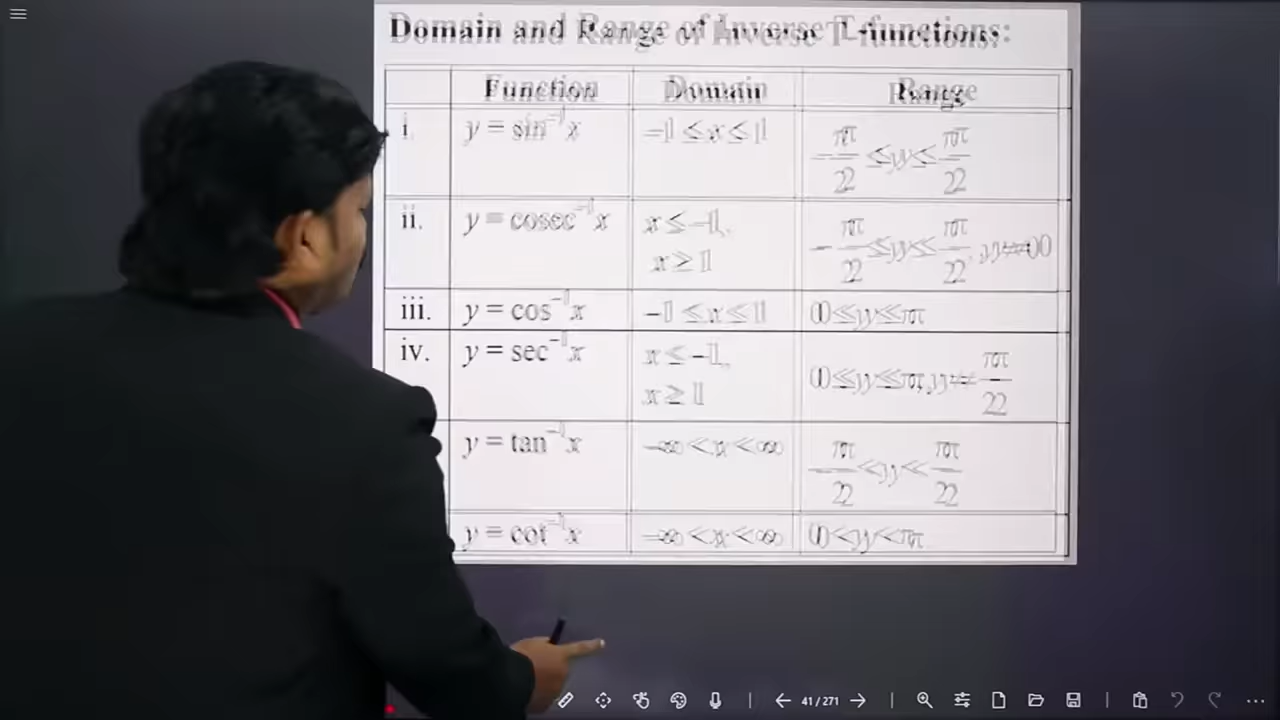 Domain and Range of Inverse T-functions:
Function Domain Range
i. y = sin⁻¹x −1 ≤ x ≤ 1 −π/2 ≤ y ≤ π/2
ii. y = cosec⁻¹x x ≤ −1, x ≥ 1 −π/2 ≤ y ≤ π/2, y ≠ 0
iii. y = cos⁻¹x −1 ≤ x ≤ 1 0 ≤ y ≤ π
iv. y = sec⁻¹x x ≤ −1, x ≥ 1 0 ≤ y ≤ π, y ≠ π/2
y = tan⁻¹x −∞ < x < ∞ −π/2 < y < π/2
y = cot⁻¹x −∞ < x < ∞ 0 < y < π
41 / 271